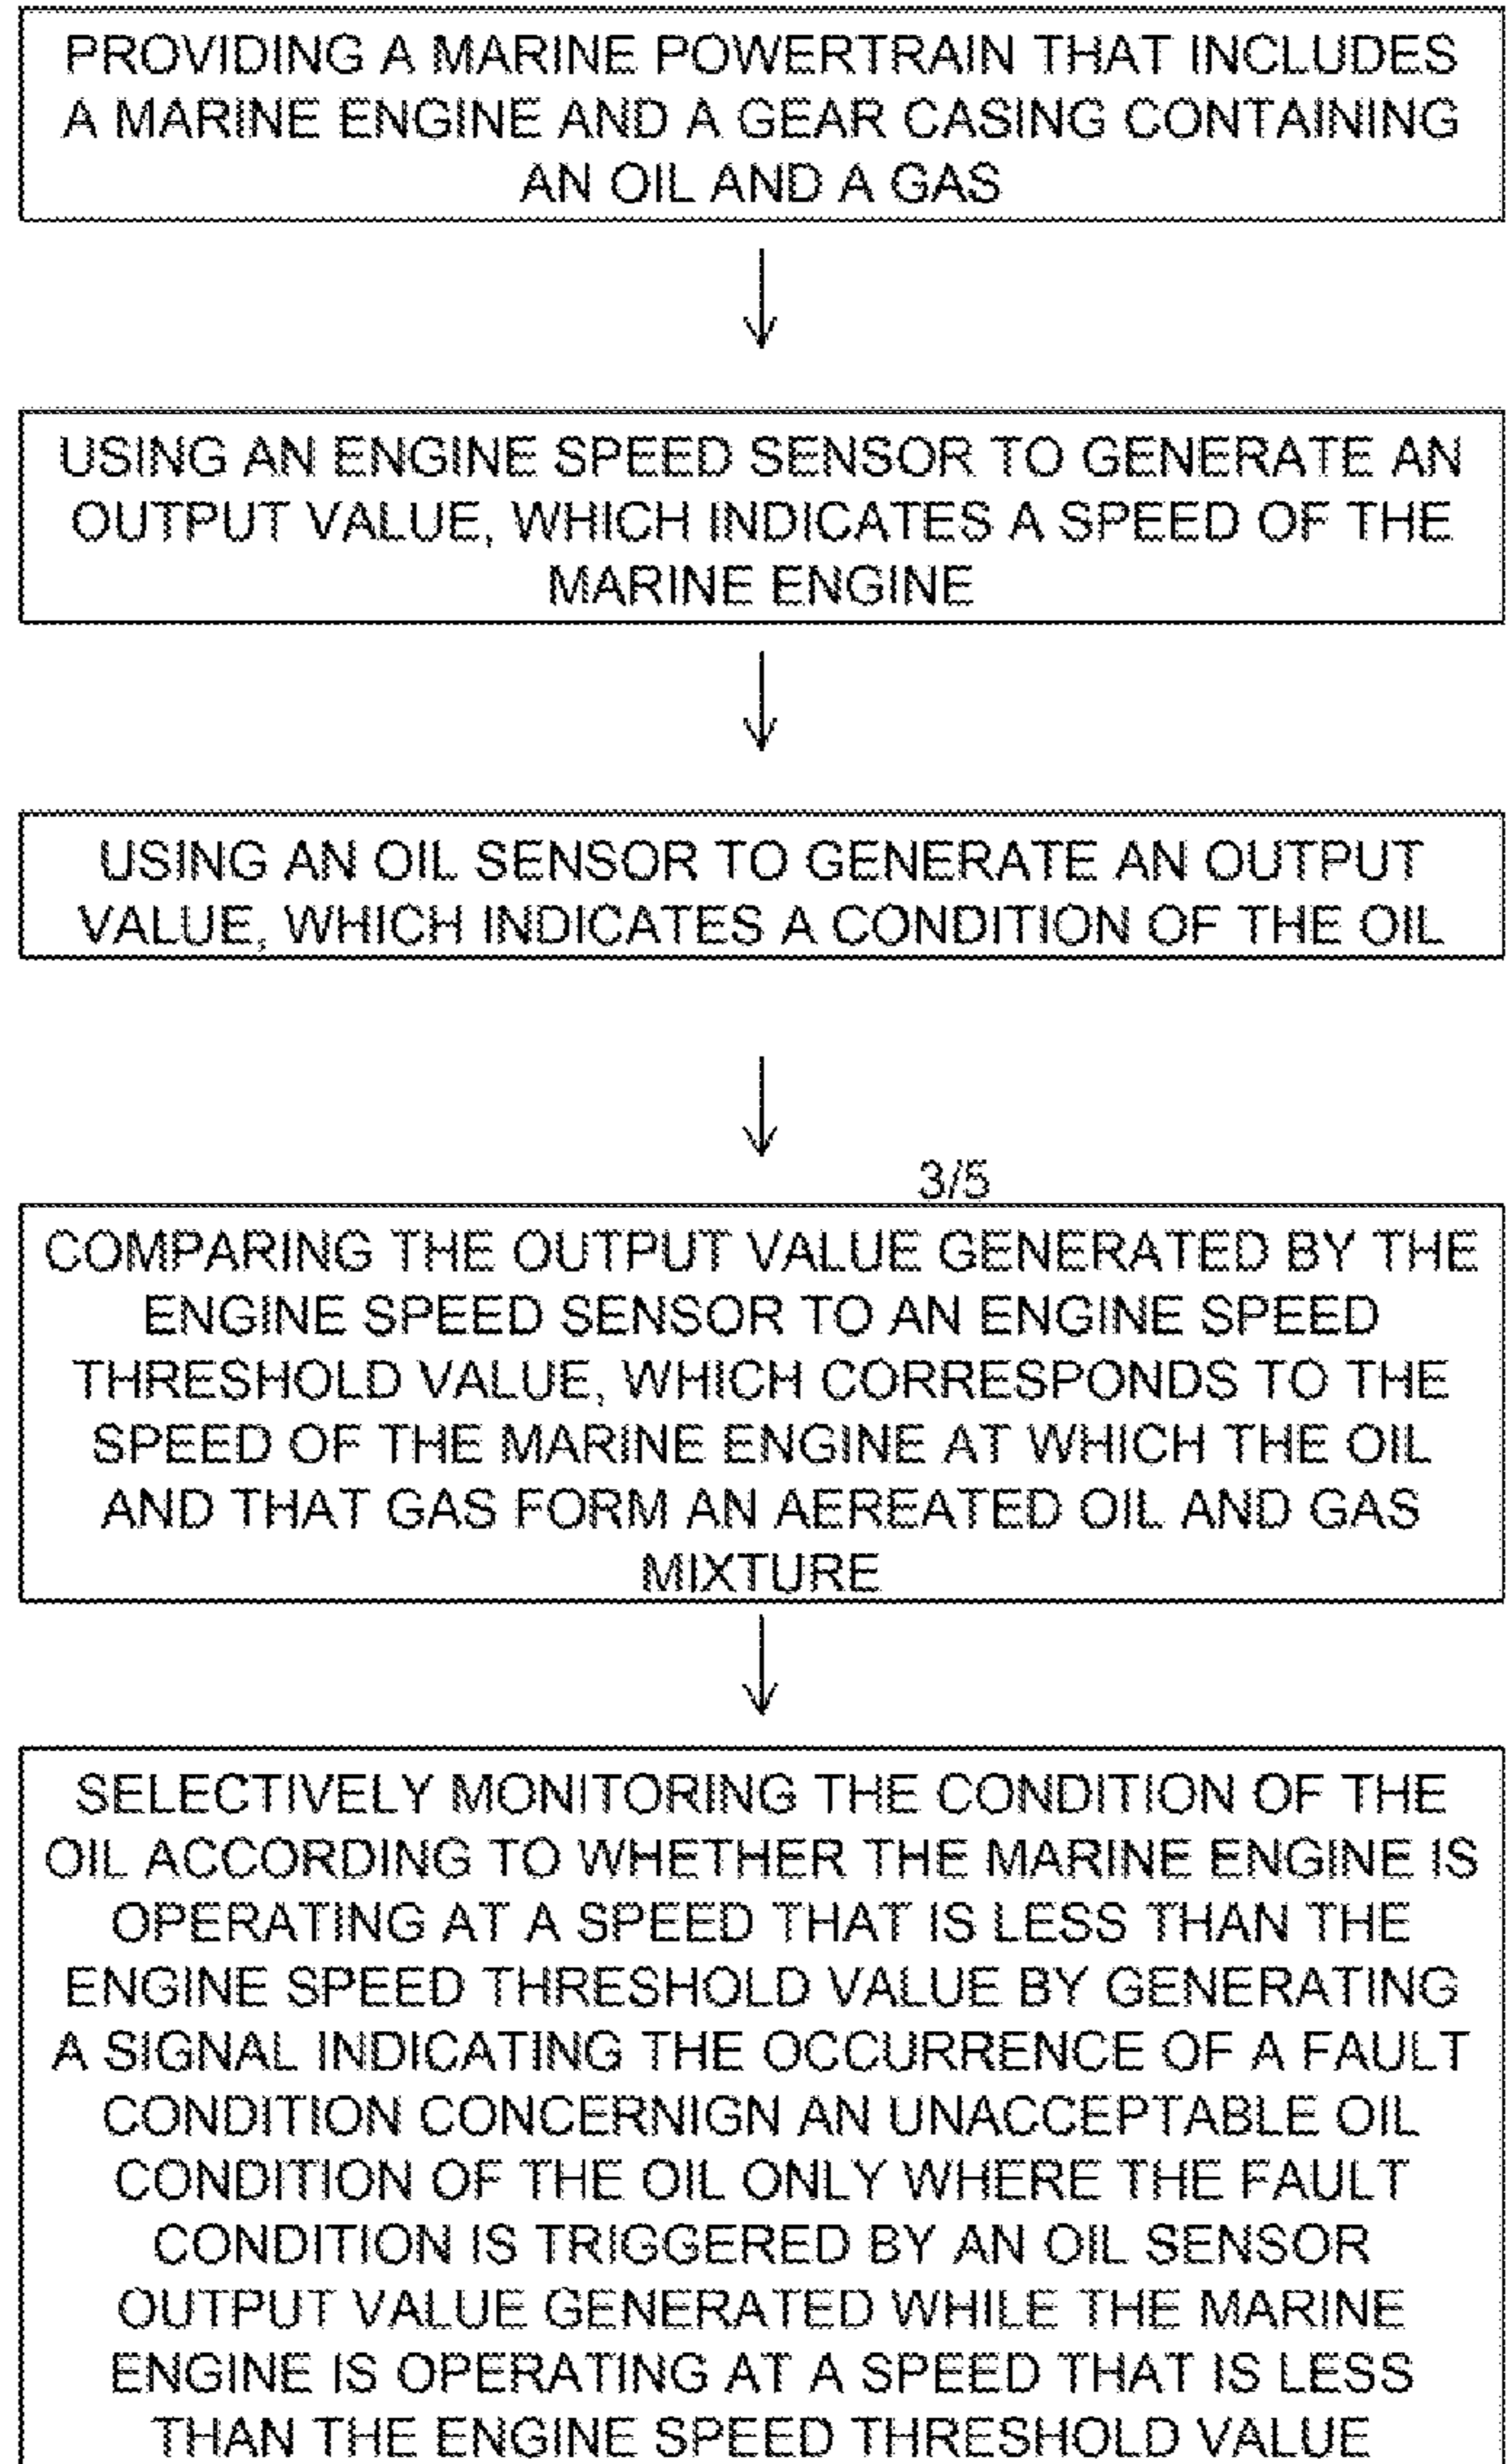 PROVIDING A MARINE POWERTRAIN THAT INCLUDES
A MARINE ENGINE AND A GEAR CASING CONTAINING
AN OIL AND A GAS
USING AN ENGINE SPEED SENSOR TO GENERATE AN
OUTPUT VALUE, WHICH INDICATES A SPEED OF THE
MARINE ENGINE
USING AN OIL SENSOR TO GENERATE AN OUTPUT
VALUE, WHICH INDICATES A CONDITION OF THE OIL
3/5
COMPARING THE OUTPUT VALUE GENERATED BY THE
ENGINE SPEED SENSOR TO AN ENGINE SPEED
THRESHOLD VALUE, WHICH CORRESPONDS TO THE
SPEED OF THE MARINE ENGINE AT WHICH THE OIL
AND THAT GAS FORM AN AEREATED OIL AND GAS
MIXTURE
SELECTIVELY MONITORING THE CONDITION OF THE
OIL ACCORDING TO WHETHER THE MARINE ENGINE IS
OPERATING AT A SPEED THAT IS LESS THAN THE
ENGINE SPEED THRESHOLD VALUE BY GENERATING
A SIGNAL INDICATING THE OCCURRENCE OF A FAULT
CONDITION CONCERNIGN AN UNACCEPTABLE OIL
CONDITION OF THE OIL ONLY WHERE THE FAULT
CONDITION IS TRIGGERED BY AN OIL SENSOR
OUTPUT VALUE GENERATED WHILE THE MARINE
ENGINE IS OPERATING AT A SPEED THAT IS LESS
THAN THE ENGINE SPEED THRESHOLD VALUE